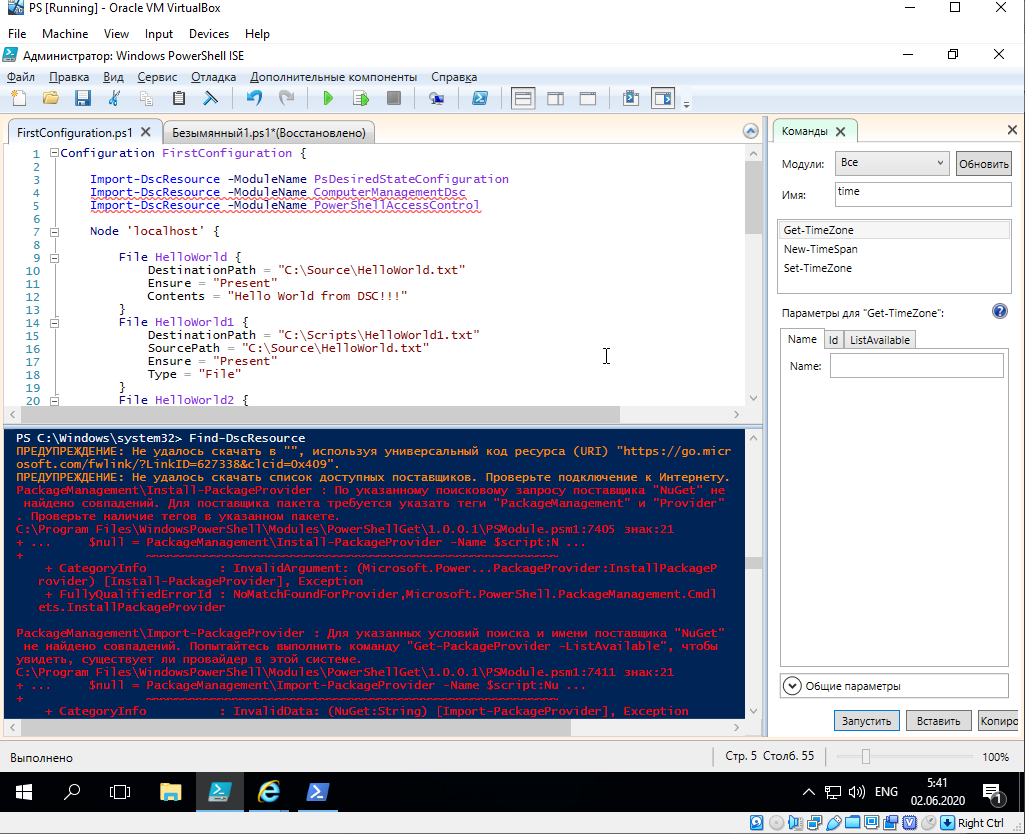 PS [Running] - Oracle VM VirtualBox
File Machine View Input Devices Help
Администратор: Windows PowerShell ISE
Файл Правка Вид Сервис Отладка Дополнительные компоненты Справка
FirstConfiguration.ps1
Безымянный1.ps1*(Восстановлено)
1 Configuration FirstConfiguration {
2
3 Import-DscResource -ModuleName PsDesiredStateConfiguration
4 Import-DscResource -ModuleName ComputerManagementDsc
5 Import-DscResource -ModuleName PowerShellAccessControl
6
7 Node 'localhost' {
8
9 File HelloWorld {
10 DestinationPath = "C:\Source\HelloWorld.txt"
11 Ensure = "Present"
12 Contents = "Hello World from DSC!!!"
13 }
14 File HelloWorld1 {
15 DestinationPath = "C:\Scripts\HelloWorld1.txt"
16 SourcePath = "C:\Source\HelloWorld.txt"
17 Ensure = "Present"
18 Type = "File"
19 }
20 File HelloWorld2 {
PS C:\Windows\system32> Find-DscResource
ПРЕДУПРЕЖДЕНИЕ: Не удалось скачать в "", используя универсальный код ресурса (URI) "https://go.micr
osoft.com/fwlink/?LinkID=627338&clcid=0x409".
ПРЕДУПРЕЖДЕНИЕ: Не удалось скачать список доступных поставщиков. Проверьте подключение к Интернету.
PackageManagement\Install-PackageProvider : По указанному поисковому запросу поставщика "NuGet" не
найдено совпадений. Для поставщика пакета требуется указать теги "PackageManagement" и "Provider"
. Проверьте наличие тегов в указанном пакете.
C:\Program Files\WindowsPowerShell\Modules\PowerShellGet\1.0.0.1\PSModule.psm1:7405 знак:21
+ ... $null = PackageManagement\Install-PackageProvider -Name $script:N ...
+ ~~~~~~~~~~~~~~~~~~~~~~~~~~~~~~~~~~~~~~~~~~~~~~~~~~~~~~~~~
+ CategoryInfo : InvalidArgument: (Microsoft.Power...PackageProvider:InstallPackageP
rovider) [Install-PackageProvider], Exception
+ FullyQualifiedErrorId : NoMatchFoundForProvider,Microsoft.PowerShell.PackageManagement.Cmdl
ets.InstallPackageProvider
PackageManagement\Import-PackageProvider : Для указанных условий поиска и имени поставщика "NuGet"
не найдено совпадений. Попытайтесь выполнить команду "Get-PackageProvider -ListAvailable", чтобы
увидеть, существует ли провайдер в этой системе.
C:\Program Files\WindowsPowerShell\Modules\PowerShellGet\1.0.0.1\PSModule.psm1:7411 знак:21
+ ... $null = PackageManagement\Import-PackageProvider -Name $script:Nu ...
+ ~~~~~~~~~~~~~~~~~~~~~~~~~~~~~~~~~~~~~~~~~~~~~~~~~~~~~~~~~
+ CategoryInfo : InvalidData: (NuGet:String) [Import-PackageProvider], Exception
Команды
Модули: Все Обновить
Имя: time
Get-TimeZone
New-TimeSpan
Set-TimeZone
Параметры для "Get-TimeZone":
Name Id ListAvailable
Name:
Общие параметры
Запустить Вставить Копиро
Выполнено
Стр. 5 Столб. 55
100%
ENG
5:41
02.06.2020
1
Right Ctrl